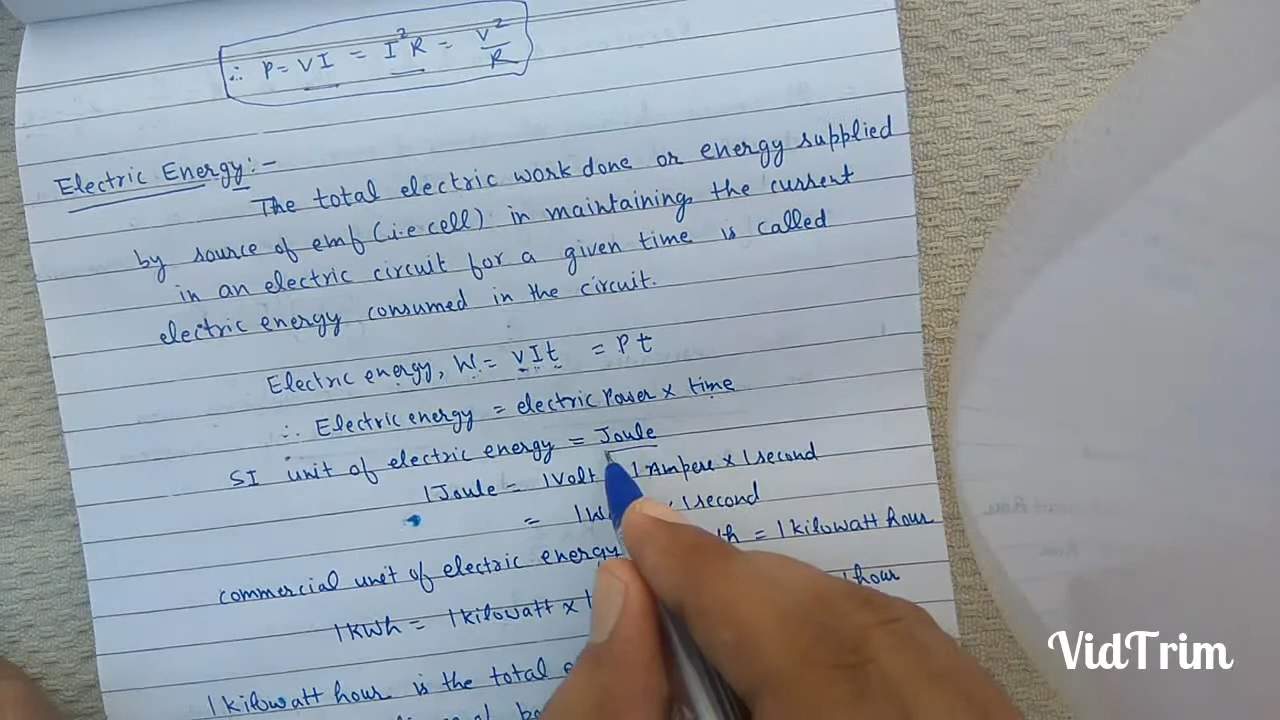 ∴ P = VI = I²R = V²/R
Electric Energy:-
The total electric work done or energy supplied
by source of emf (i.e cell) in maintaining the current
in an electric circuit for a given time is called
electric energy consumed in the circuit.
Electric energy, W = VIt = Pt
∴ Electric energy = electric Power × time
SI unit of electric energy = Joule
1 Joule = 1 Volt 1 Ampere × 1 second
= 1 1 second
commercial unit of electric energy = 1 kilowatt hour
1 kWh = 1 kilowatt × 1 hour
1 kilowatt hour is the total
VidTrim